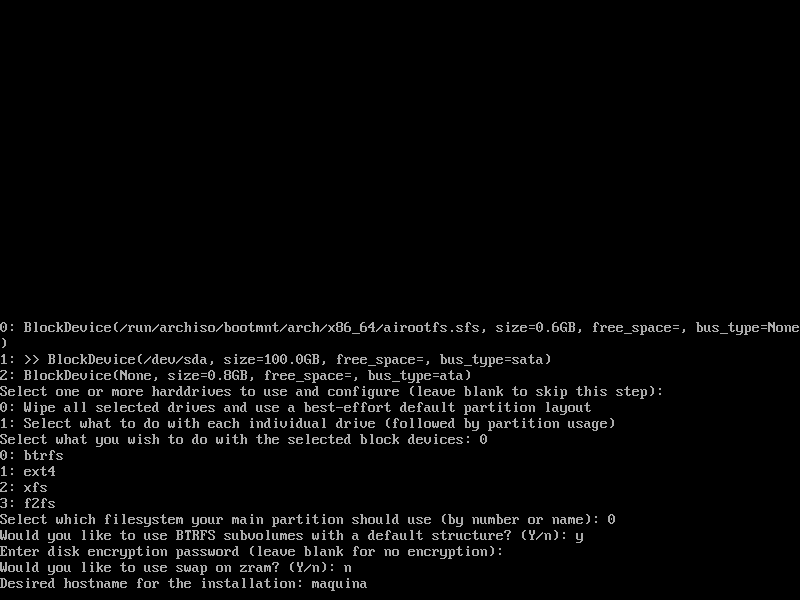 0: BlockDevice(/run/archiso/bootmnt/arch/x86_64/airootfs.sfs, size=0.6GB, free_space=, bus_type=None
)
1: >> BlockDevice(/dev/sda, size=100.0GB, free_space=, bus_type=sata)
2: BlockDevice(None, size=0.8GB, free_space=, bus_type=ata)
Select one or more harddrives to use and configure (leave blank to skip this step):
0: Wipe all selected drives and use a best-effort default partition layout
1: Select what to do with each individual drive (followed by partition usage)
Select what you wish to do with the selected block devices: 0
0: btrfs
1: ext4
2: xfs
3: f2fs
Select which filesystem your main partition should use (by number or name): 0
Would you like to use BTRFS subvolumes with a default structure? (Y/n): y
Enter disk encryption password (leave blank for no encryption):
Would you like to use swap on zram? (Y/n): n
Desired hostname for the installation: maquina